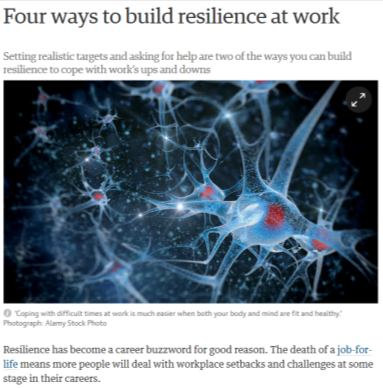 Four ways to build resilience at work
Setting realistic targets and asking for help are two of the ways you can build
resilience to cope with work's ups and downs
'Coping with difficult times at work is much easier when both your body and mind are fit and healthy.'
Photograph: Alamy Stock Photo
Resilience has become a career buzzword for good reason. The death of a job-for-
life means more people will deal with workplace setbacks and challenges at some
stage in their careers.